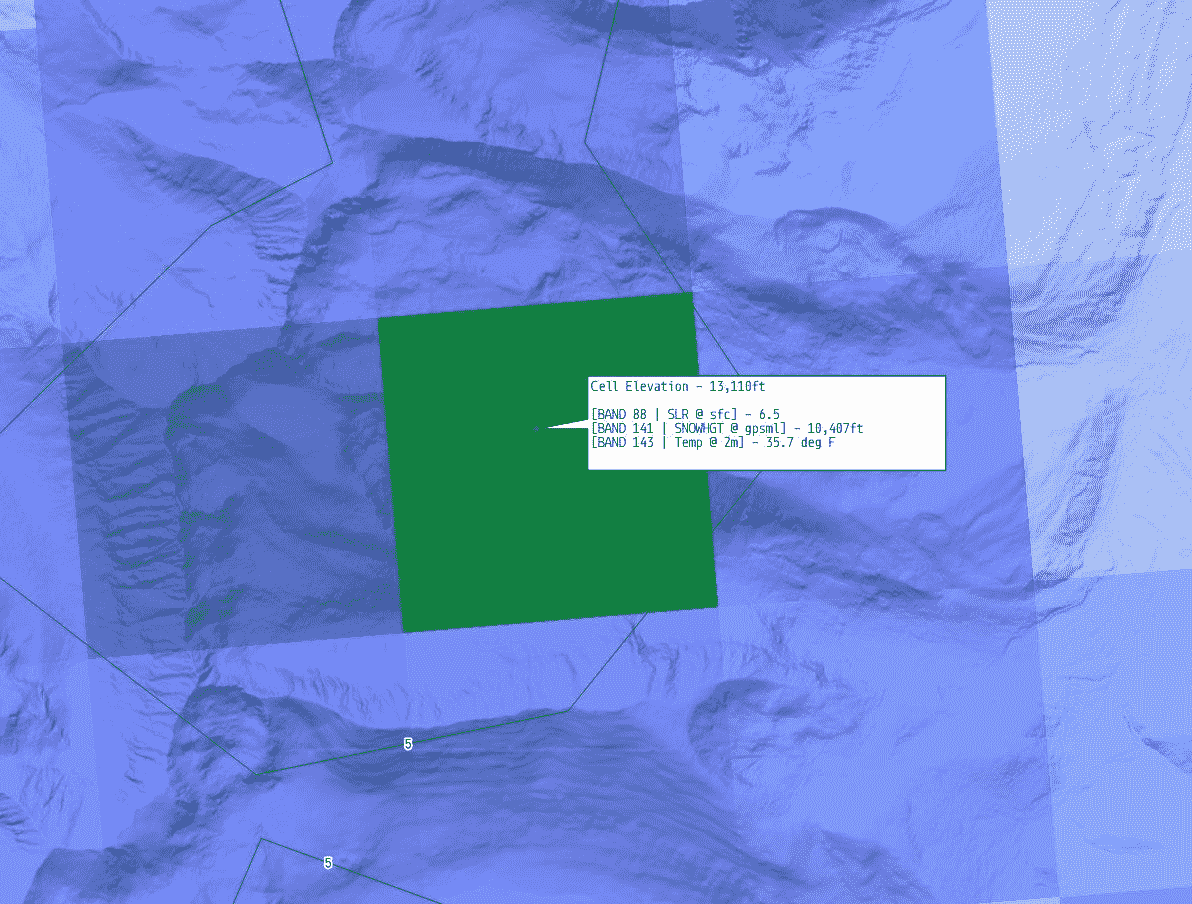 Cell Elevation - 13,110ft
[BAND 88 | SLR @ sfc] - 6.5
[BAND 141 | SNOWHGT @ gpsml] - 10,407ft
[BAND 143 | Temp @ 2m] - 35.7 deg F
5
5